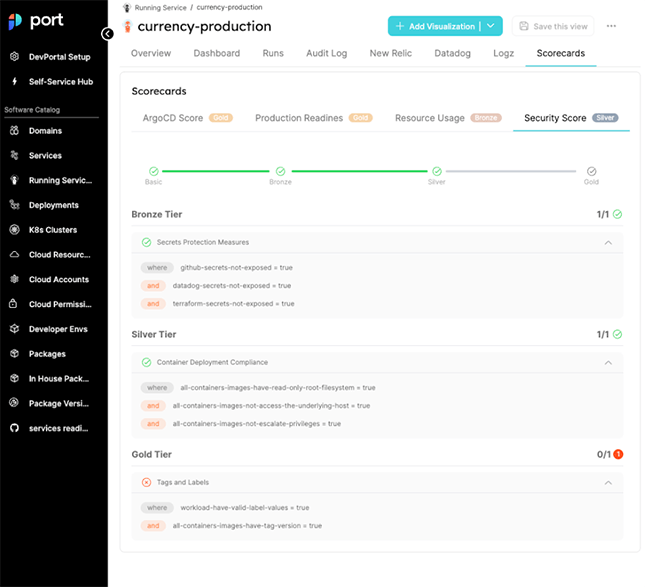 port
DevPortal Setup
Self-Service Hub
Software Catalog
Domains
Services
Running Servic...
Deployments
K8s Clusters
Cloud Resourc...
Cloud Accounts
Cloud Permissi...
Developer Envs
Packages
In House Pack...
Package Versi...
services readi...
Running Service / currency-production
currency-production
+ Add Visualization
Save this view
...
Overview Dashboard Runs Audit Log New Relic Datadog Logz Scorecards
Scorecards
ArgoCD Score Gold Production Readines Gold Resource Usage Bronze Security Score Silver
Basic Bronze Silver Gold
Bronze Tier 1/1
Secrets Protection Measures
where github-secrets-not-exposed = true
and datadog-secrets-not-exposed = true
and terraform-secrets-not-exposed = true
Silver Tier 1/1
Container Deployment Compliance
where all-containers-images-have-read-only-root-filesystem = true
and all-containers-images-not-access-the-underlying-host = true
and all-containers-images-not-escalate-privileges = true
Gold Tier 0/1 1
Tags and Labels
where workload-have-valid-label-values = true
and all-containers-images-have-tag-version = true